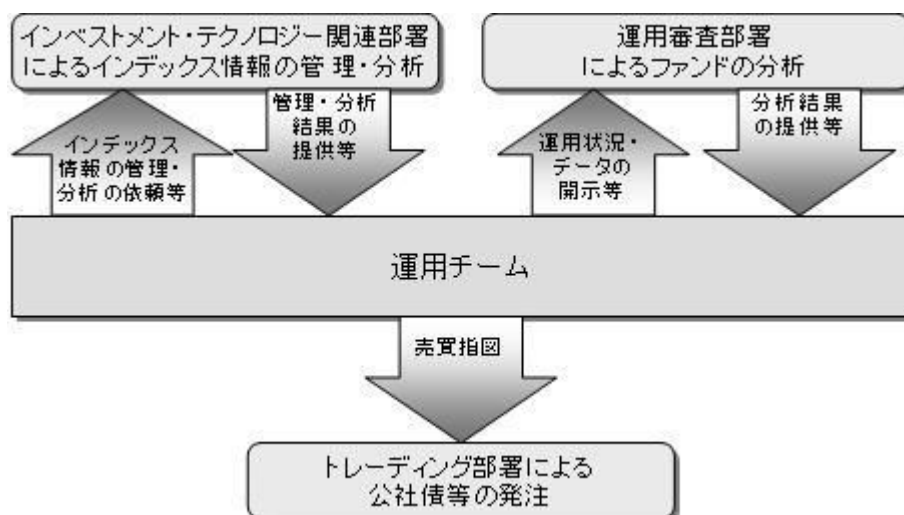 インベストメント・テクノロジー関連部署
によるインデックス情報の管理・分析
運用審査部署
によるファンドの分析
インデックス
情報の管理・
分析の依頼等
管理・分析
結果の
提供等
運用状況・
データの
開示等
分析結果
の提供等
運用チーム
売買指図
トレーディング部署による
公社債等の発注